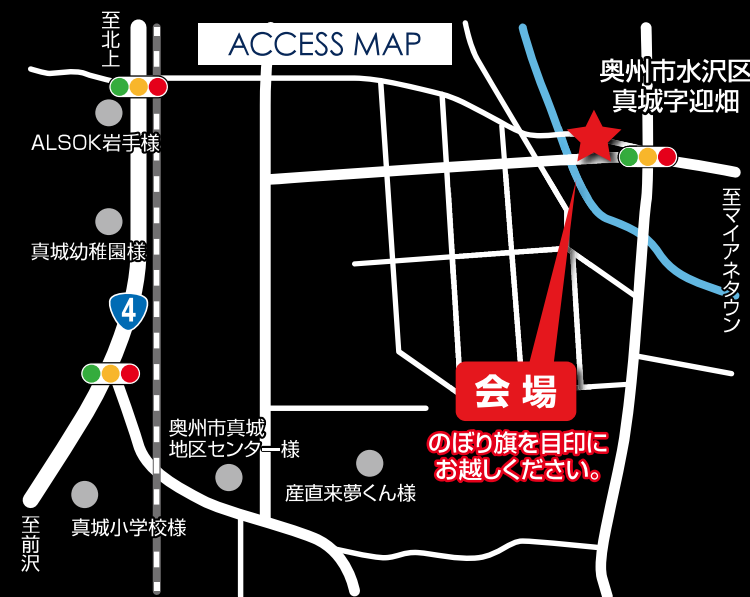 ACCESS MAP
至北上
奥州市水沢区
真城字迎畑
ALSOK岩手様
真城幼稚園様
至マイアネタウン
4
会場
奥州市真城
地区センター様
のぼり旗を目印に
お越しください。
産直来夢くん様
至前沢
真城小学校様